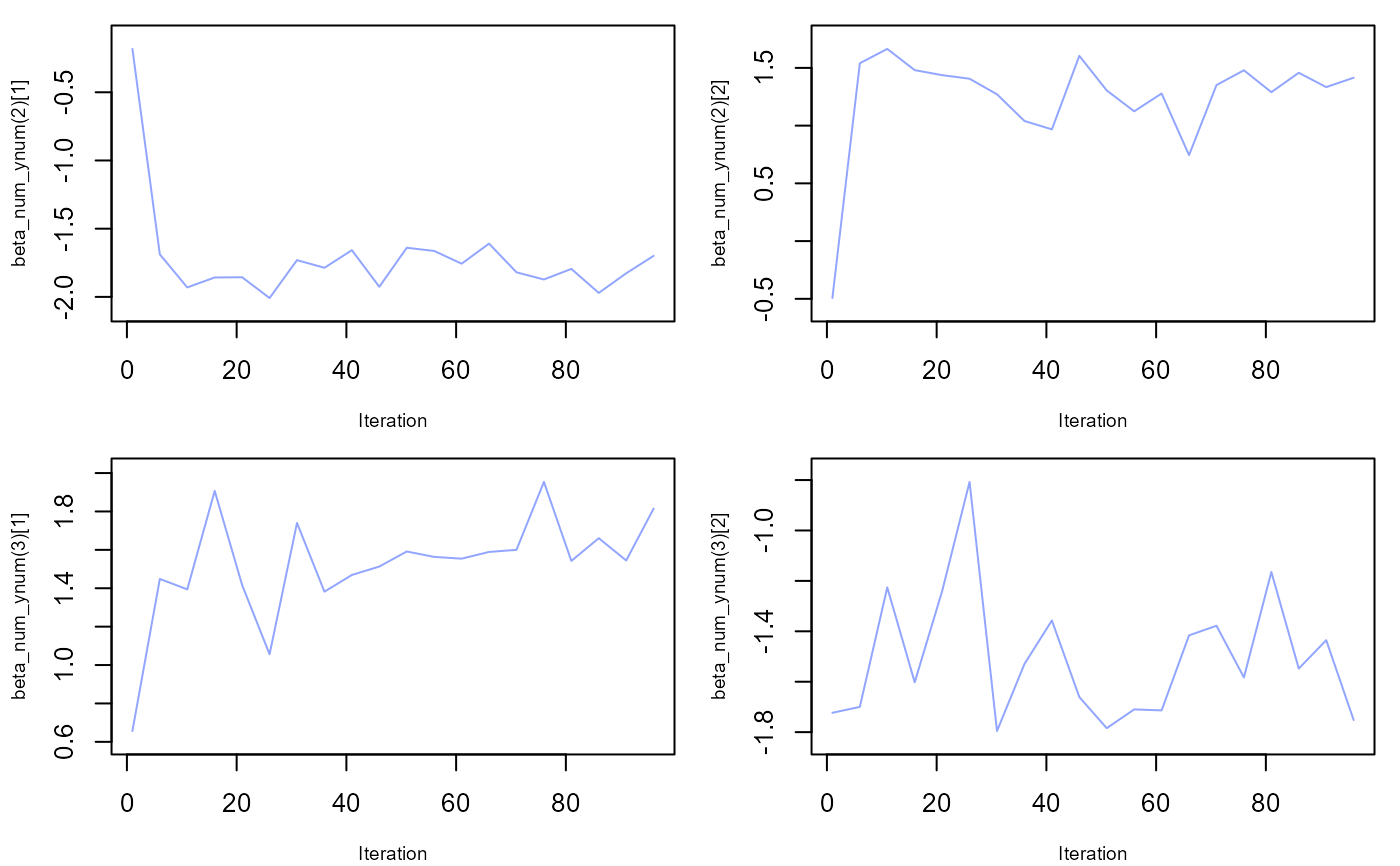 beta_num_ynum(2)[1]
-0.5
-1.0
-1.5
-2.0
0 20 40 60 80
Iteration
beta_num_ynum(2)[2]
1.5
0.5
-0.5
0 20 40 60 80
Iteration
beta_num_ynum(3)[1]
1.8
1.4
1.0
0.6
0 20 40 60 80
Iteration
beta_num_ynum(3)[2]
-1.0
-1.4
-1.8
0 20 40 60 80
Iteration